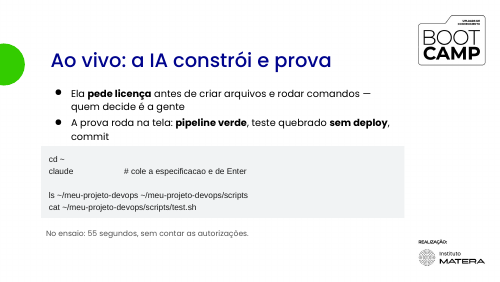 Ao vivo: a IA constrói e prova
BOOT
CAMP
● Ela pede licença antes de criar arquivos e rodar comandos —
quem decide é a gente
● A prova roda na tela: pipeline verde, teste quebrado sem deploy,
commit
cd ~
claude # cole a especificacao e de Enter
ls ~/meu-projeto-devops ~/meu-projeto-devops/scripts
cat ~/meu-projeto-devops/scripts/test.sh
No ensaio: 55 segundos, sem contar as autorizações.
REALIZAÇÃO:
Instituto
MATERA